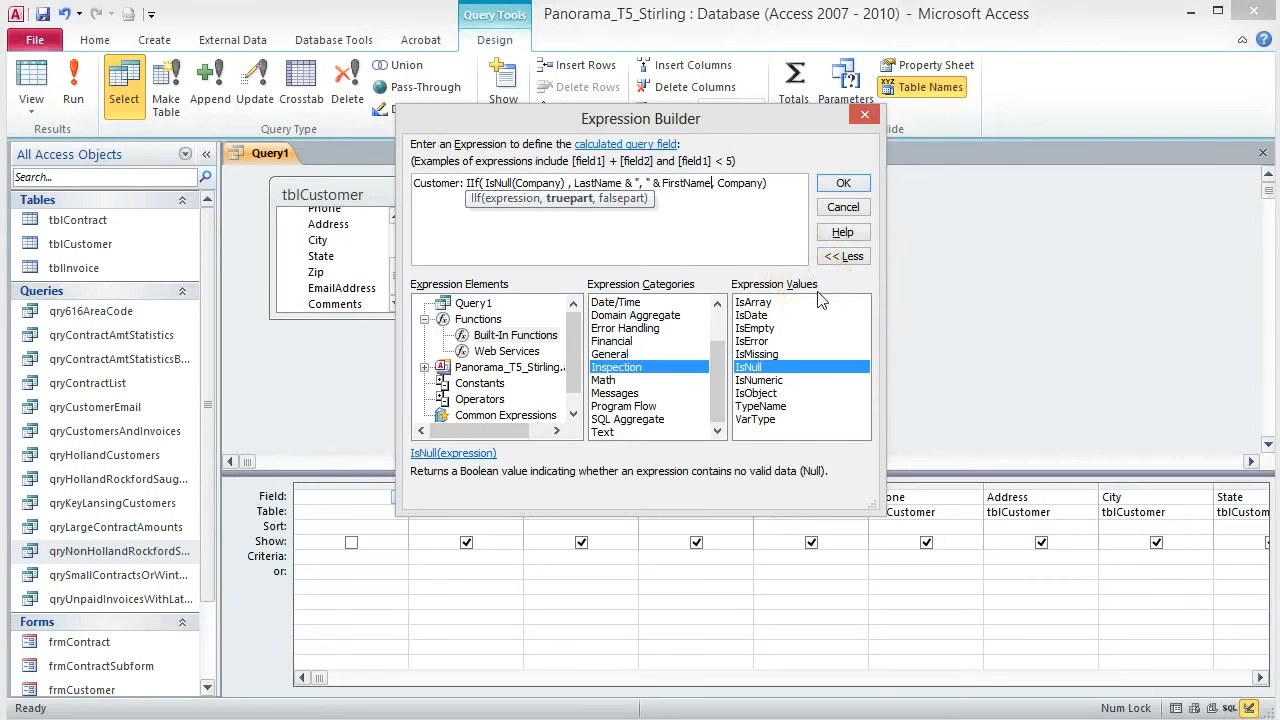 Query Tools
Panorama_T5_Stirling : Database (Access 2007 - 2010) - Microsoft Access
File Home Create External Data Database Tools Acrobat Design
View Run Select Make Table Append Update Crosstab Delete
Union
Pass-Through
Show
Insert Rows
Delete Rows
Insert Columns
Delete Columns
Totals Parameters
Property Sheet
Table Names
Results Query Type
All Access Objects
Search...
Tables
tblContract
tblCustomer
tblInvoice
Queries
qry616AreaCode
qryContractAmtStatistics
qryContractAmtStatisticsB...
qryContractList
qryCustomerEmail
qryCustomersAndInvoices
qryHollandCustomers
qryHollandRockfordSaug...
qryKeyLansingCustomers
qryLargeContractAmounts
qryNonHollandRockfordS...
qrySmallContractsOrWint...
qryUnpaidInvoicesWithLat...
Forms
frmContract
frmContractSubform
frmCustomer
Query1
tblCustomer
Phone
Address
City
State
Zip
EmailAddress
Comments
Expression Builder
Enter an Expression to define the calculated query field:
(Examples of expressions include [field1] + [field2] and [field1] < 5)
Customer: IIf( IsNull(Company) , LastName & ", " & FirstName Company)
IIf(expression, truepart, falsepart)
OK
Cancel
Help
<< Less
Expression Elements
Query1
Functions
Built-In Functions
Web Services
Panorama_T5_Stirling.
Constants
Operators
Common Expressions
Expression Categories
Date/Time
Domain Aggregate
Error Handling
Financial
General
Inspection
Math
Messages
Program Flow
SQL Aggregate
Text
Expression Values
IsArray
IsDate
IsEmpty
IsError
IsMissing
IsNull
IsNumeric
IsObject
TypeName
VarType
IsNull(expression)
Returns a Boolean value indicating whether an expression contains no valid data (Null).
Field: Address City State
Table: tblCustomer tblCustomer
Sort:
Show:
Criteria:
or:
Ready
Num Lock
SQL